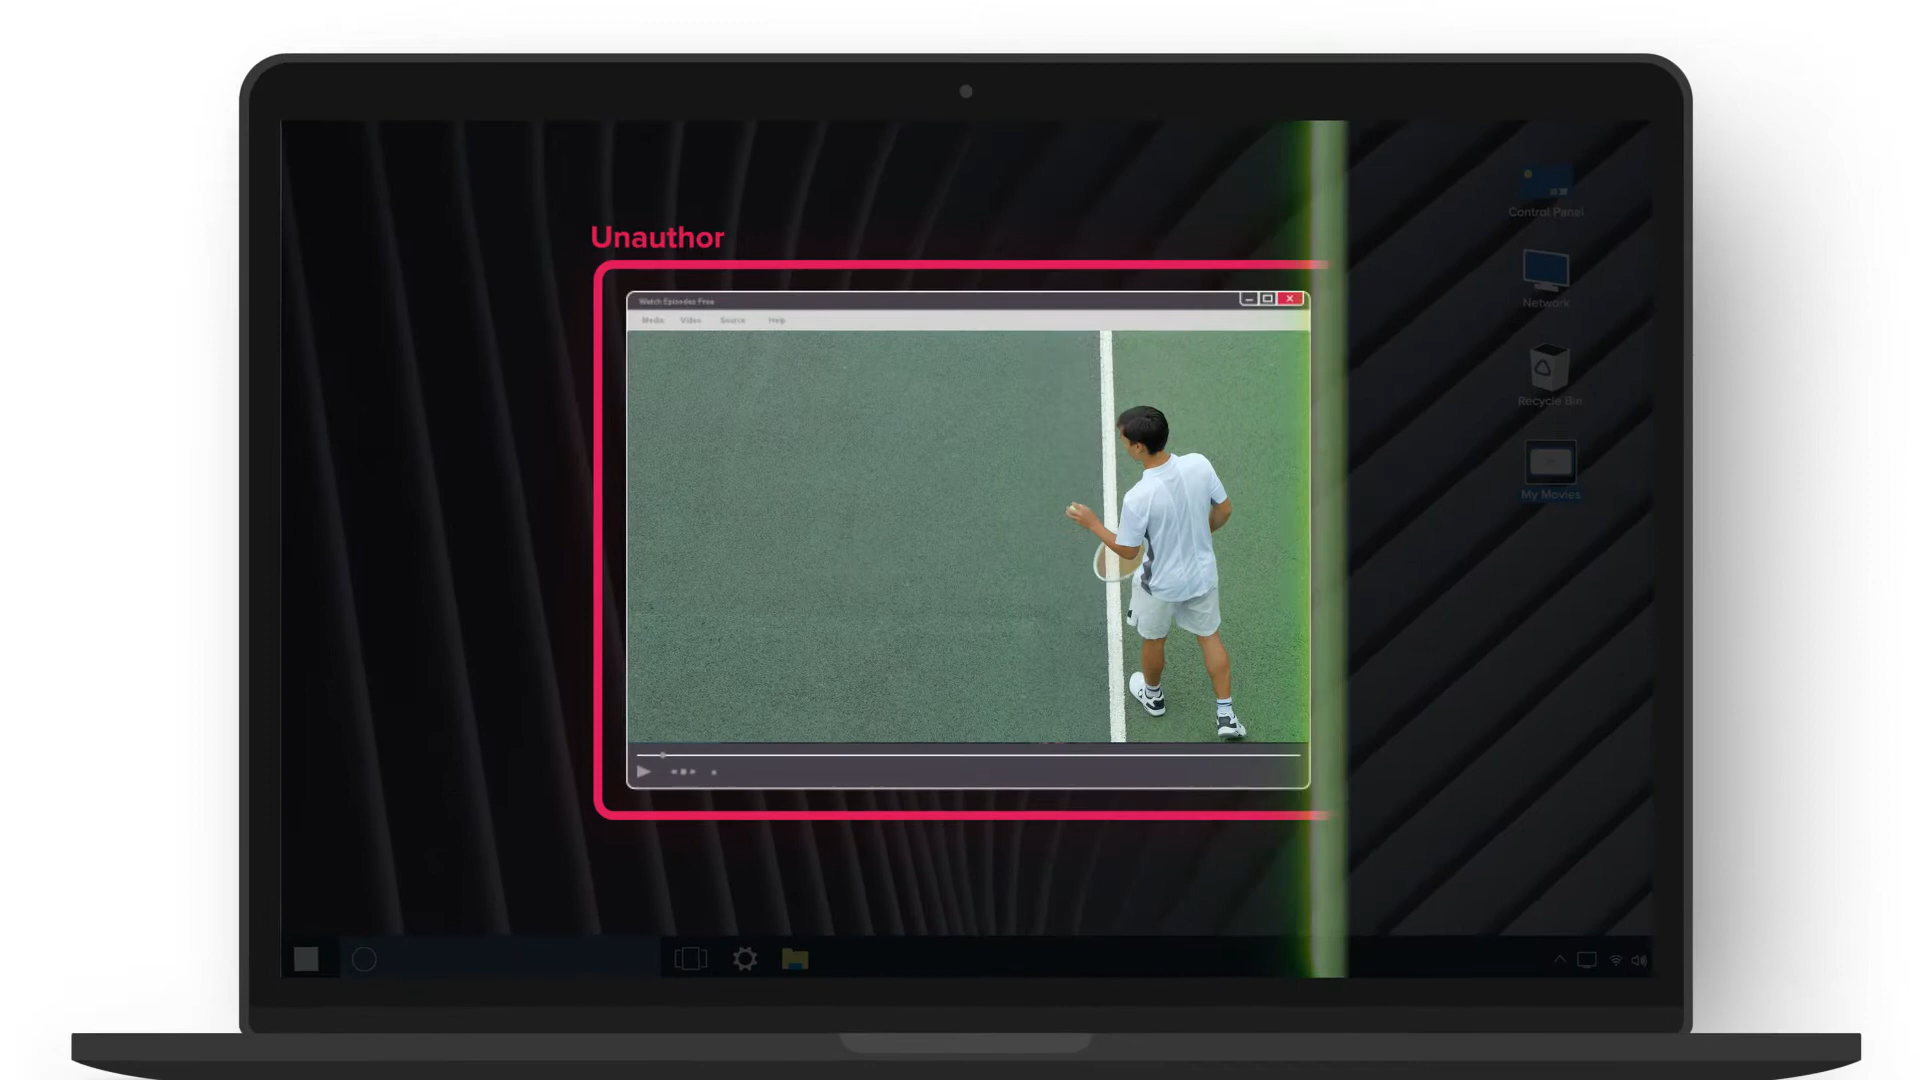 Unauthor
Watch Episodes Free
Media Video Source Help
Control Panel
Network
Recycle Bin
My Movies